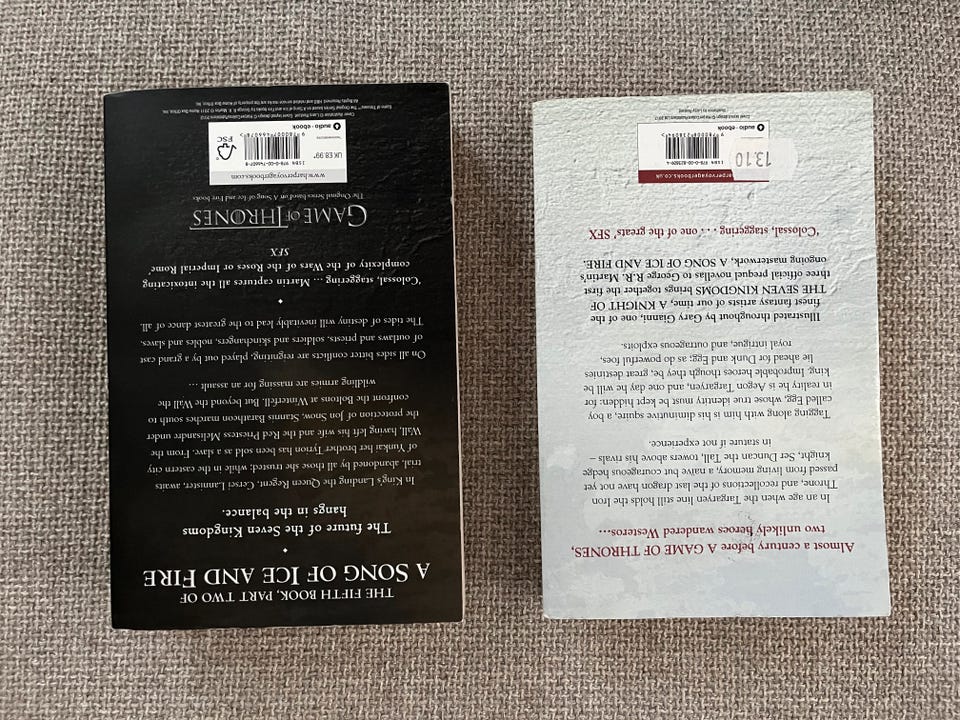 THE FIFTH BOOK, PART TWO OF
A SONG OF ICE AND FIRE
The future of the Seven Kingdoms
hangs in the balance.
In King's Landing the Queen Regent, Cersei Lannister, awaits
trial, abandoned by all those she trusted; while in the eastern city
of Yunkai her brother Tyrion has been sold as a slave. From the
Wall, having left his wife and the Red Priestess Melisandre under
the protection of Jon Snow, Stannis Baratheon marches south to
confront the Boltons at Winterfell. But beyond the Wall the
wildling armies are massing for an assault …
On all sides bitter conflicts are reigniting, played out by a grand cast
of outlaws and priests, soldiers and skinchangers, nobles and slaves.
The tides of destiny will inevitably lead to the greatest dance of all.
'Colossal, staggering … Martin captures all the intoxicating
complexity of the Wars of the Roses or Imperial Rome'
SFX
GAME OF THRONES
The Original Series based on A Song of Ice and Fire books
www.harpervoyagerbooks.com
UK £8.99
FSC
audio-ebook
Almost a century before A GAME OF THRONES,
two unlikely heroes wandered Westeros…
In an age when the Targaryen line still holds the Iron
Throne, and recollections of the last dragon have not yet
passed from living memory, a naïve but courageous hedge
knight, Ser Duncan the Tall, towers above his rivals –
in stature if not experience.
Tagging along with him is his diminutive squire, a boy
called Egg, whose true identity must be kept hidden: for
in reality he is Aegon Targaryen, and one day he will be
king. Improbable heroes though they be, great destinies
lie ahead for Dunk and Egg; as do powerful foes,
royal intrigue, and outrageous exploits.
Illustrated throughout by Gary Gianni, one of the
finest fantasy artists of our time, A KNIGHT OF
THE SEVEN KINGDOMS brings together the first
three official prequel novellas to George R.R. Martin's
ongoing masterwork, A SONG OF ICE AND FIRE.
'Colossal, staggering . . . one of the greats' SFX
13.10
audio-ebook